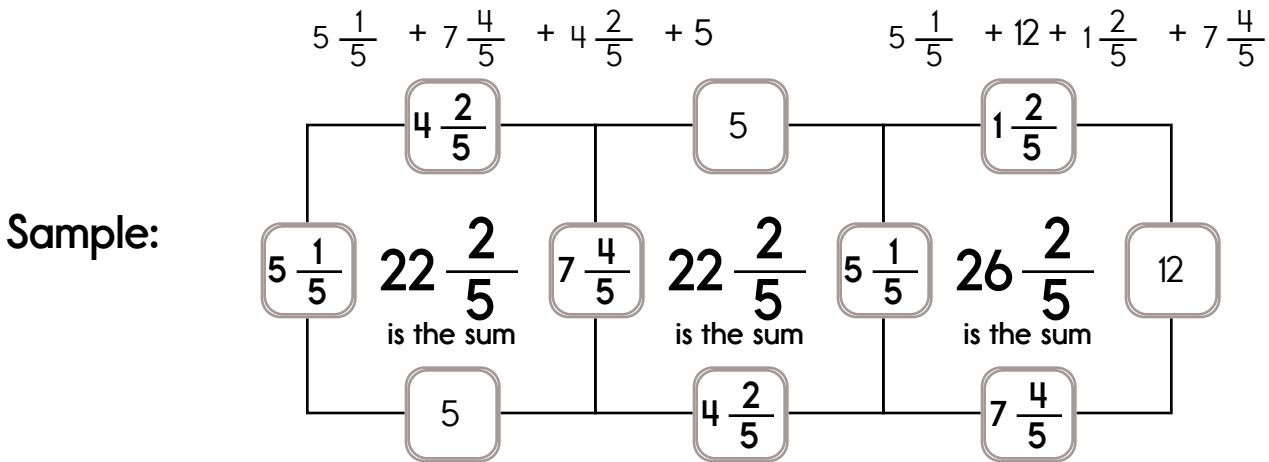 5 1/5 + 7 4/5 + 4 2/5 + 5
5 1/5 + 12 + 1 2/5 + 7 4/5
4 2/5
5
1 2/5
Sample:
5 1/5
22 2/5
is the sum
7 4/5
22 2/5
is the sum
5 1/5
26 2/5
is the sum
12
5
4 2/5
7 4/5